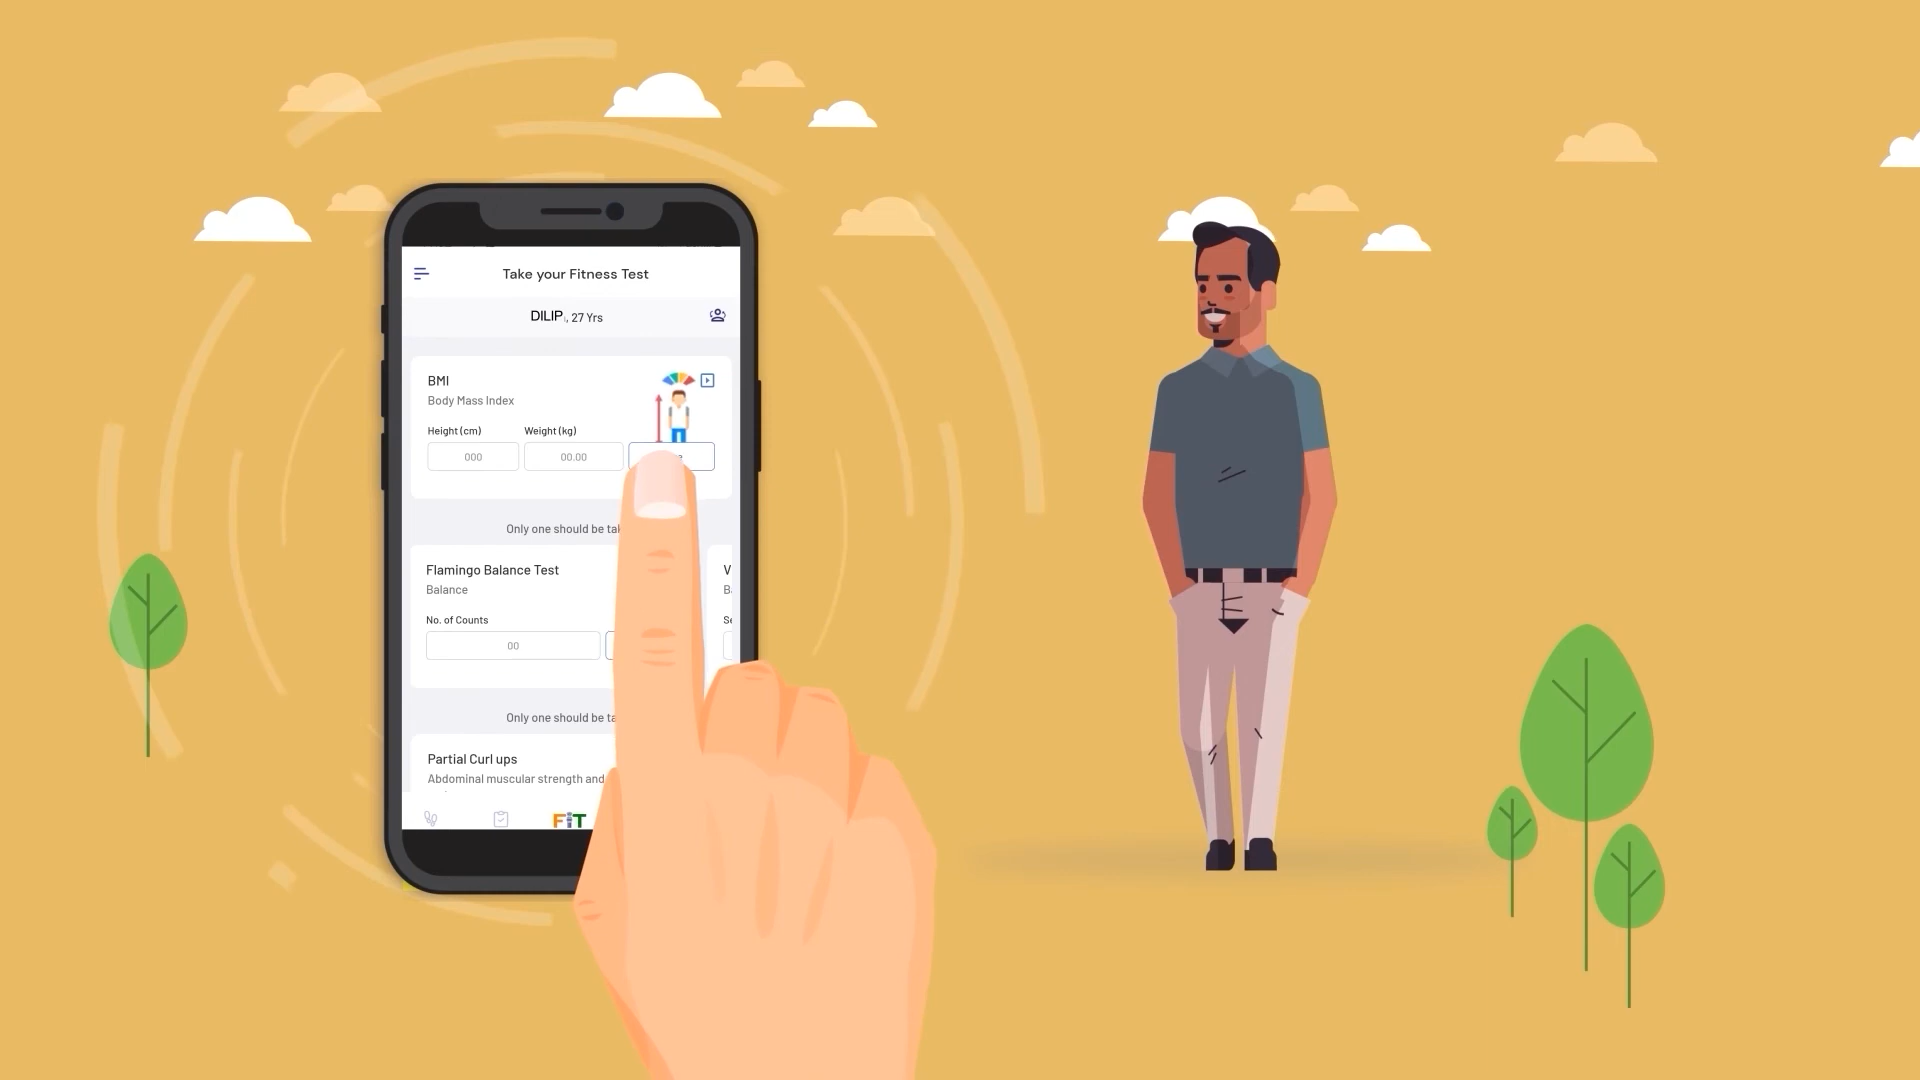 Take your Fitness Test
DILIP, 27 Yrs
BMI
Body Mass Index
Height (cm) Weight (kg)
000 00.00
Only one should be
Flamingo Balance Test
Balance
No. of Counts
00
Only one should be
Partial Curl ups
Abdominal muscular strength and
FiT